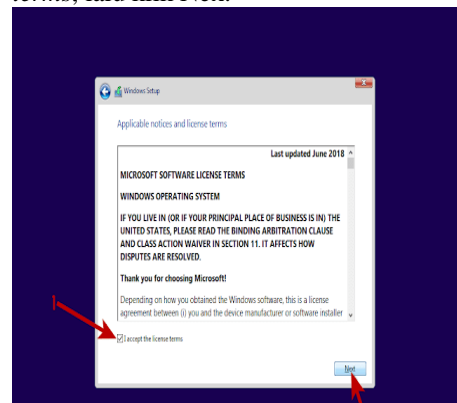 Windows Setup
Applicable notices and license terms
Last updated June 2018
MICROSOFT SOFTWARE LICENSE TERMS
WINDOWS OPERATING SYSTEM
IF YOU LIVE IN (OR IF YOUR PRINCIPAL PLACE OF BUSINESS IS IN) THE
UNITED STATES, PLEASE READ THE BINDING ARBITRATION CLAUSE
AND CLASS ACTION WAIVER IN SECTION 11. IT AFFECTS HOW
DISPUTES ARE RESOLVED.
Thank you for choosing Microsoft!
Depending on how you obtained the Windows software, this is a license
agreement between (i) you and the device manufacturer or software installer
1
I accept the license terms